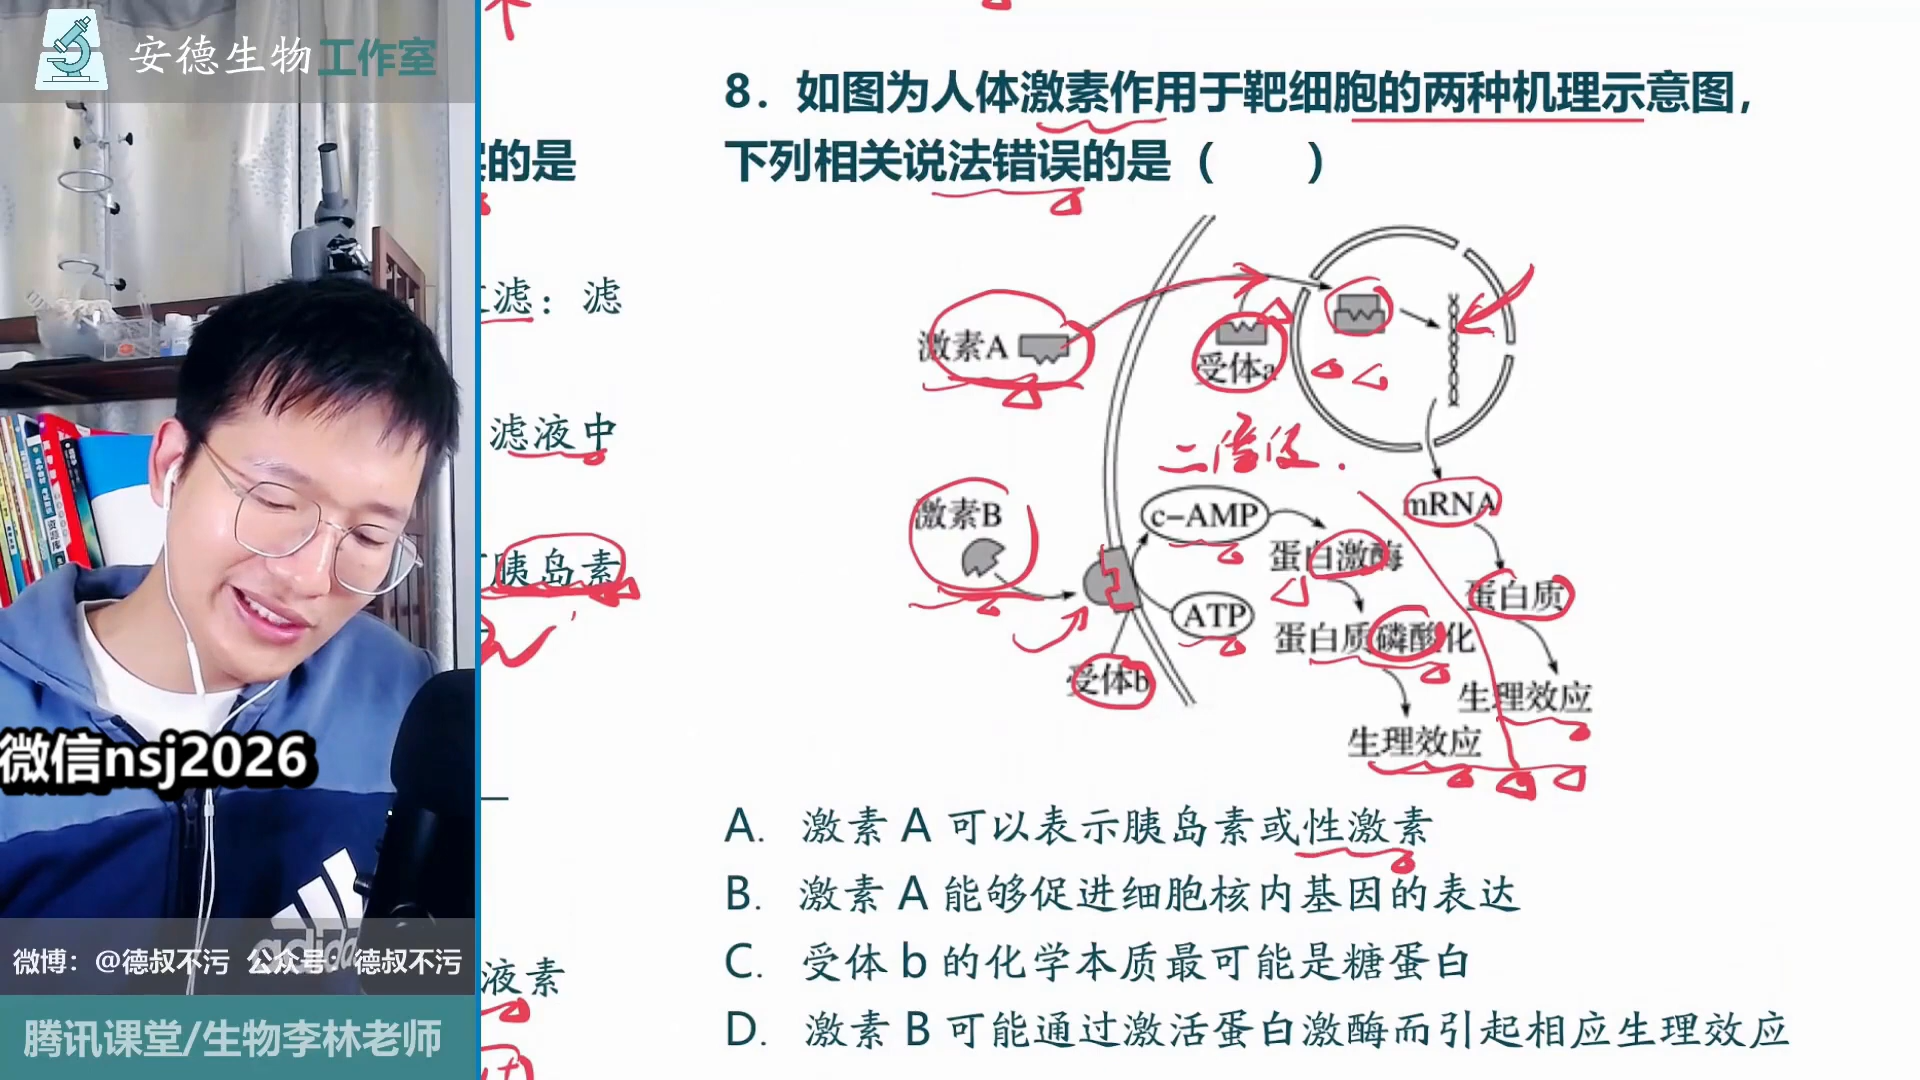 安德生物工作室
的是
滤：滤
滤液中
胰岛素
液素
8．如图为人体激素作用于靶细胞的两种机理示意图，
下列相关说法错误的是（　　）
激素A
受体a
二信使.
激素B
c-AMP
mRNA
蛋白激酶
蛋白质
ATP
蛋白质磷酸化
受体b
生理效应
生理效应
A. 激素 A 可以表示胰岛素或性激素
B. 激素 A 能够促进细胞核内基因的表达
C. 受体 b 的化学本质最可能是糖蛋白
D. 激素 B 可能通过激活蛋白激酶而引起相应生理效应
微信nsj2026
adidas
微博：@德叔不污 公众号：德叔不污
腾讯课堂/生物李林老师